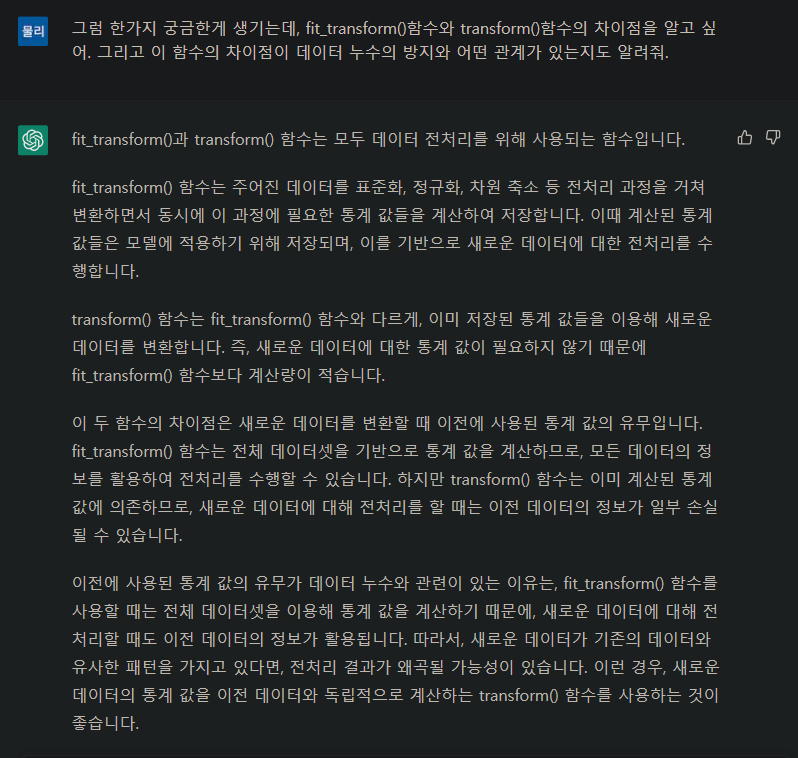 물리
그럼 한가지 궁금한게 생기는데, fit_transform()함수와 transform()함수의 차이점을 알고 싶
어. 그리고 이 함수의 차이점이 데이터 누수의 방지와 어떤 관계가 있는지도 알려줘.
fit_transform()과 transform() 함수는 모두 데이터 전처리를 위해 사용되는 함수입니다.
fit_transform() 함수는 주어진 데이터를 표준화, 정규화, 차원 축소 등 전처리 과정을 거쳐
변환하면서 동시에 이 과정에 필요한 통계 값들을 계산하여 저장합니다. 이때 계산된 통계
값들은 모델에 적용하기 위해 저장되며, 이를 기반으로 새로운 데이터에 대한 전처리를 수
행합니다.
transform() 함수는 fit_transform() 함수와 다르게, 이미 저장된 통계 값들을 이용해 새로운
데이터를 변환합니다. 즉, 새로운 데이터에 대한 통계 값이 필요하지 않기 때문에
fit_transform() 함수보다 계산량이 적습니다.
이 두 함수의 차이점은 새로운 데이터를 변환할 때 이전에 사용된 통계 값의 유무입니다.
fit_transform() 함수는 전체 데이터셋을 기반으로 통계 값을 계산하므로, 모든 데이터의 정
보를 활용하여 전처리를 수행할 수 있습니다. 하지만 transform() 함수는 이미 계산된 통계
값에 의존하므로, 새로운 데이터에 대해 전처리를 할 때는 이전 데이터의 정보가 일부 손실
될 수 있습니다.
이전에 사용된 통계 값의 유무가 데이터 누수와 관련이 있는 이유는, fit_transform() 함수를
사용할 때는 전체 데이터셋을 이용해 통계 값을 계산하기 때문에, 새로운 데이터에 대해 전
처리할 때도 이전 데이터의 정보가 활용됩니다. 따라서, 새로운 데이터가 기존의 데이터와
유사한 패턴을 가지고 있다면, 전처리 결과가 왜곡될 가능성이 있습니다. 이런 경우, 새로운
데이터의 통계 값을 이전 데이터와 독립적으로 계산하는 transform() 함수를 사용하는 것이
좋습니다.